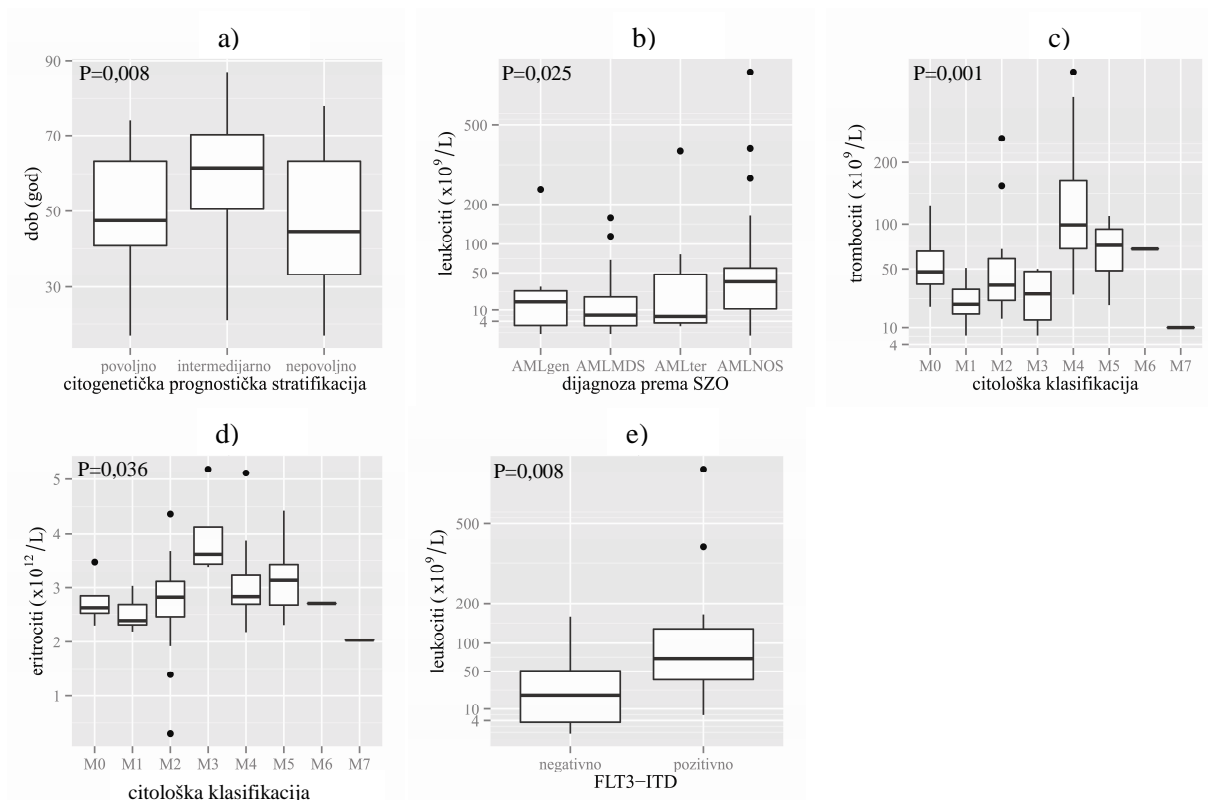 a)
P=0,008
90
70
50
30
dob (god)
povoljno intermedijarno nepovoljno
citogenetička prognostička stratifikacija
b)
P=0,025
500
200
100
50
10
4
leukociti ( x10⁹/L)
AMLgen AMLMDS AMLter AMLNOS
dijagnoza prema SZO
c)
P=0,001
200
100
50
10
4
trombociti ( x10⁹/L)
M0 M1 M2 M3 M4 M5 M6 M7
citološka klasifikacija
d)
P=0,036
5
4
3
2
1
eritrociti ( x10¹²/L)
M0 M1 M2 M3 M4 M5 M6 M7
citološka klasifikacija
e)
P=0,008
500
200
100
50
10
4
leukociti ( x10⁹/L)
negativno pozitivno
FLT3−ITD